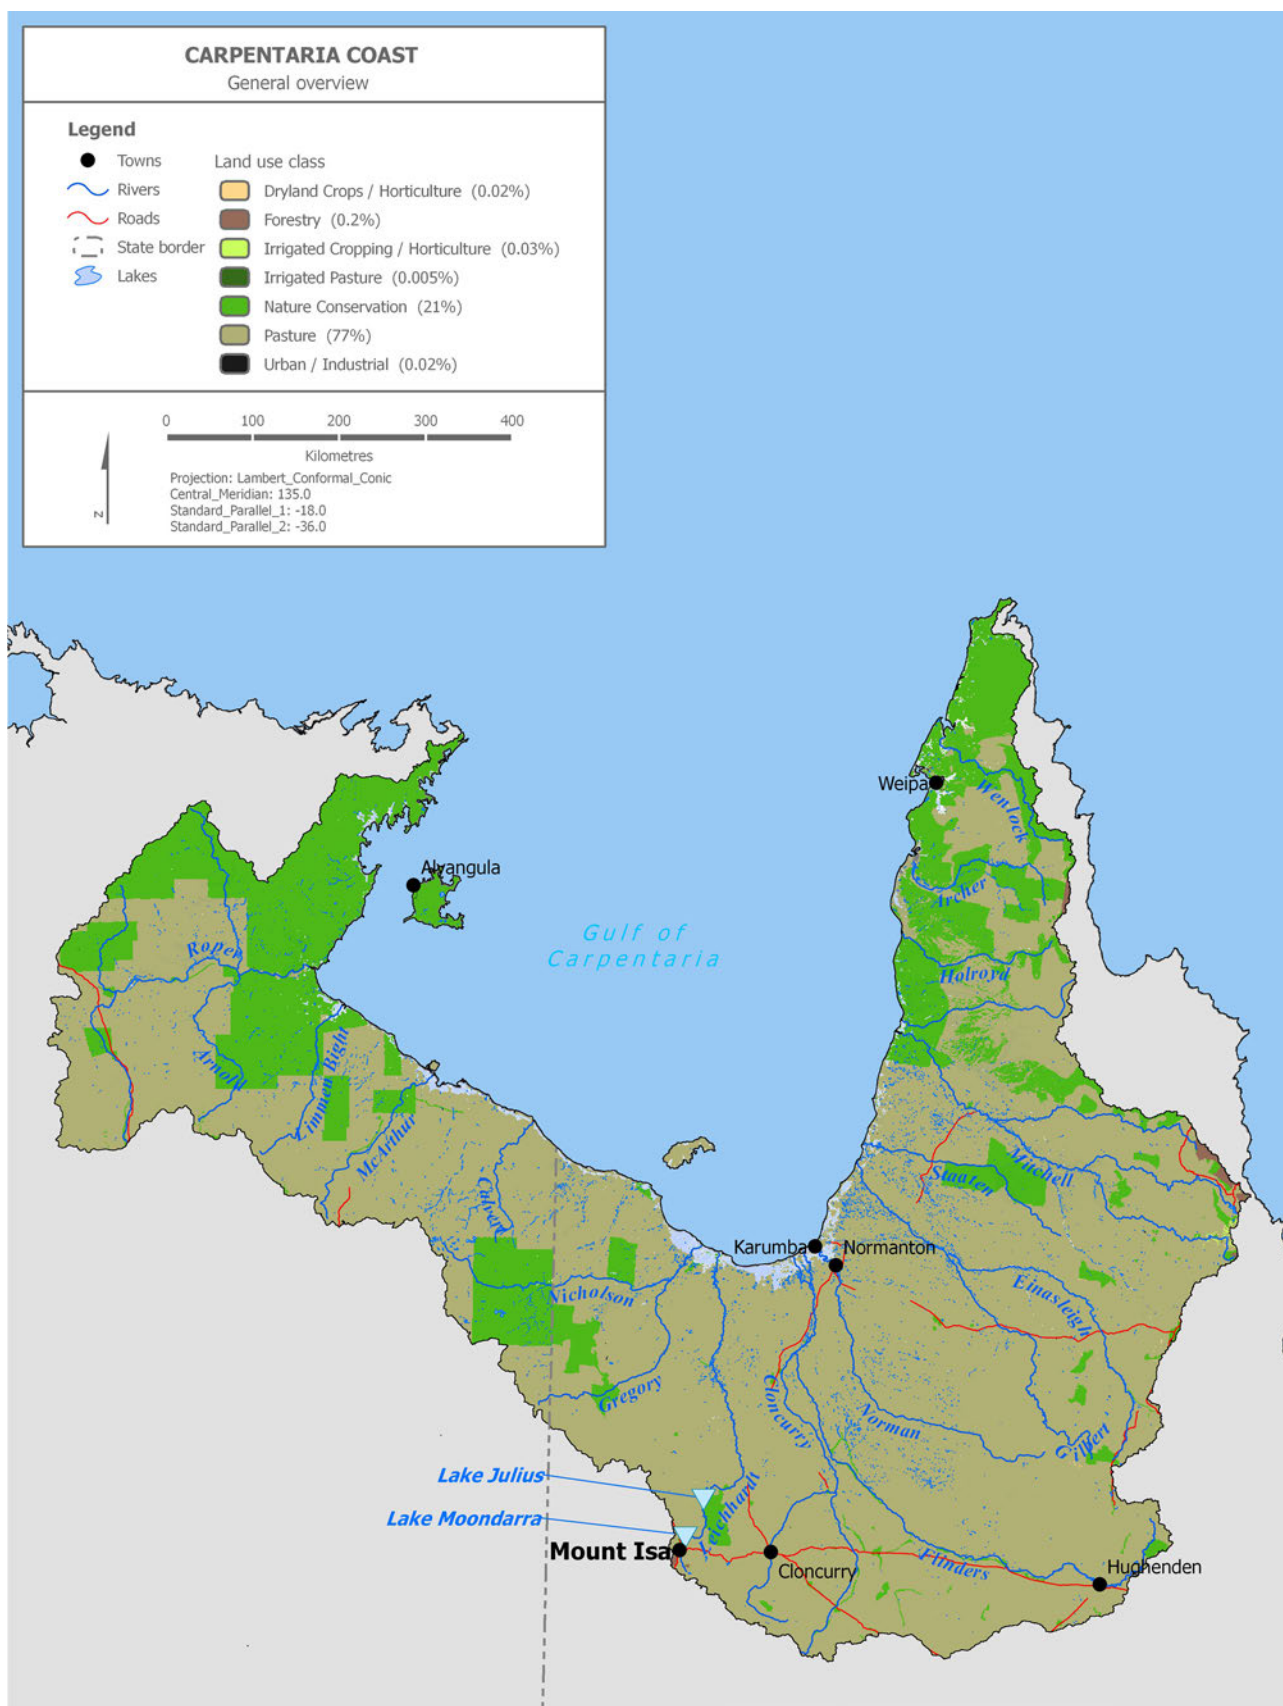 CARPENTARIA COAST
General overview
Legend
Towns
Rivers
Roads
State border
Lakes
Land use class
Dryland Crops / Horticulture (0.02%)
Forestry (0.2%)
Irrigated Cropping / Horticulture (0.03%)
Irrigated Pasture (0.005%)
Nature Conservation (21%)
Pasture (77%)
Urban / Industrial (0.02%)
0 100 200 300 400
Kilometres
Projection: Lambert_Conformal_Conic
Central_Meridian: 135.0
Standard_Parallel_1: -18.0
Standard_Parallel_2: -36.0
N
Weipa
Wenlock
Alyangula
Archer
Gulf of
Carpentaria
Roper
Holroyd
Arnold
Limmen Bight
McArthur
Mitchell
Staaten
Calvert
Karumba
Normanton
Nicholson
Einasleigh
Gregory
Cloncurry
Norman
Gilbert
Lake Julius
Leichhardt
Lake Moondarra
Mount Isa
Cloncurry
Flinders
Hughenden